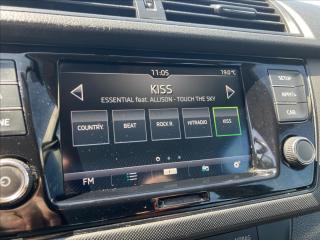 11:05
19.0°C
KISS
ESSENTIAL feat. ALLISON - TOUCH THE SKY
COUNTRY.
BEAT
ROCK R.
HITRADIO
KISS
FM
SETUP
CAR